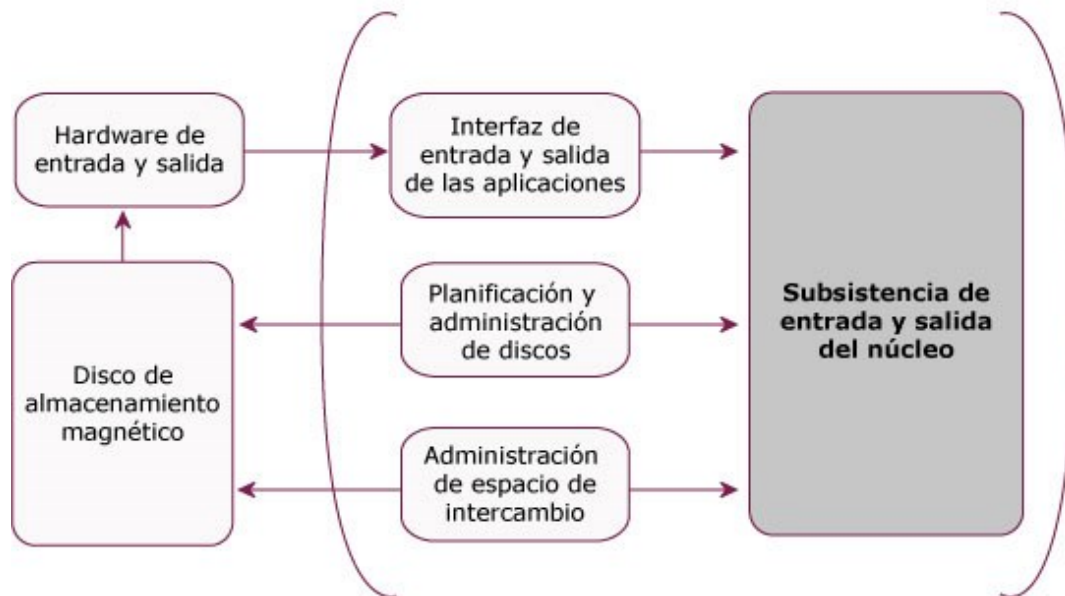 Hardware de
entrada y salida
Interfaz de
entrada y salida
de las aplicaciones
Disco de
almacenamiento
magnético
Planificación y
administración
de discos
Administración
de espacio de
intercambio
Subsistencia de
entrada y salida
del núcleo